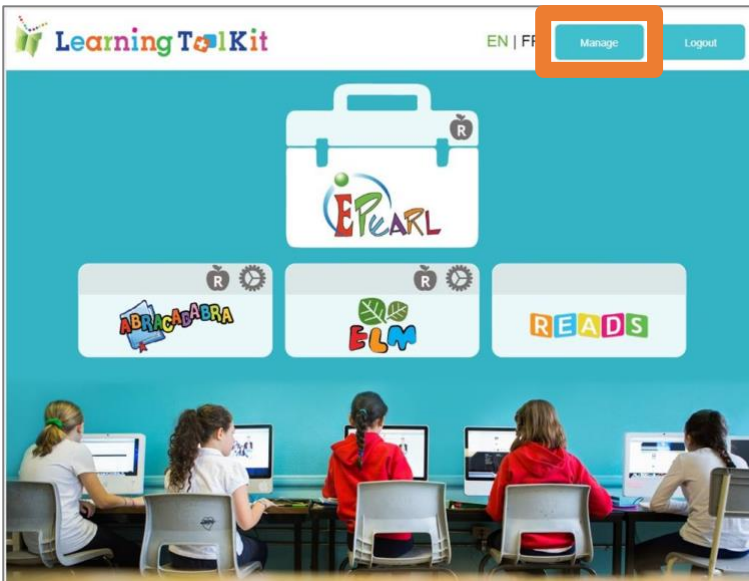 Learning ToolKit
EN | FR
Manage
Logout
R
EPEARL
R
R
ABRACADABRA
ELM
READS